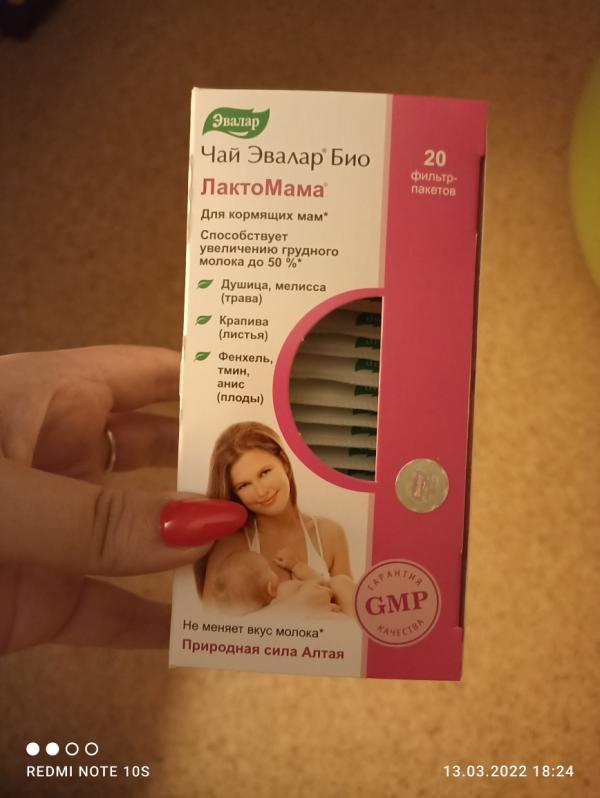 Эвалар
Чай Эвалар® Био
ЛактоМама®
Для кормящих мам*
Способствует
увеличению грудного
молока до 50 %*
Душица, мелисса
(трава)
Крапива
(листья)
Фенхель,
тмин,
анис
(плоды)
20
фильтр-
пакетов
ГАРАНТИЯ
GMP
КАЧЕСТВА
Не меняет вкус молока*
Природная сила Алтая
REDMI NOTE 10S
13.03.2022 18:24